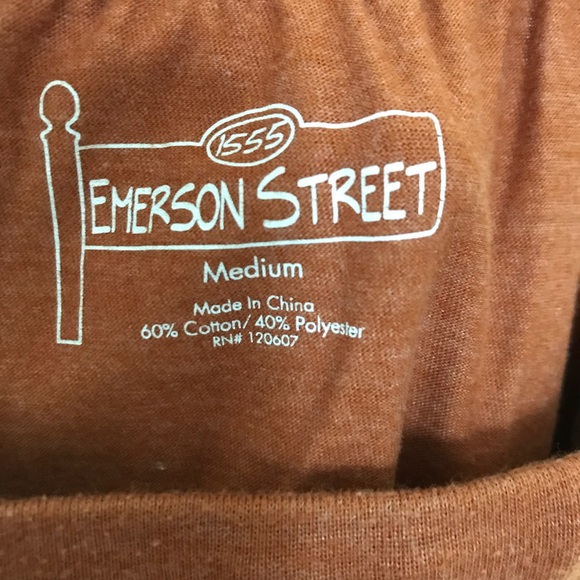 1555
EMERSON STREET
Medium
Made In China
60% Cotton/ 40% Polyester
RN# 120607